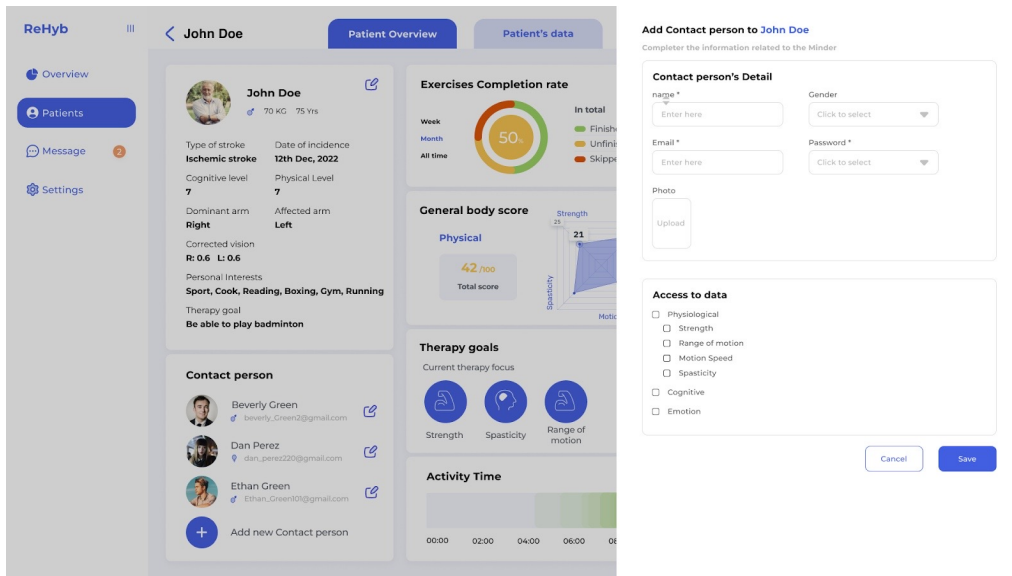 ReHyb
Overview
Patients
Message
2
Settings
John Doe
Patient Overview
Patient's data
John Doe
70 KG 75 Yrs
Type of stroke
Date of incidence
Ischemic stroke
12th Dec, 2022
Cognitive level
Physical Level
7
7
Dominant arm
Affected arm
Right
Left
Corrected vision
R: 0.6 L: 0.6
Personal Interests
Sport, Cook, Reading, Boxing, Gym, Running
Therapy goal
Be able to play badminton
Contact person
Beverly Green
beverly_Green2@gmail.com
Dan Perez
dan_perez220@gmail.com
Ethan Green
Ethan_Green101@gmail.com
Add new Contact person
Exercises Completion rate
Week
Month
All time
50%
In total
Finish
Unfini
Skippe
General body score
Physical
42 /100
Total score
Strength
25
21
Spasticity
Motio
Therapy goals
Current therapy focus
Strength
Spasticity
Range of
motion
Activity Time
00:00 02:00 04:00 06:00 08
Add Contact person to John Doe
Completer the information related to the Minder
Contact person's Detail
name *
Gender
Enter here
Click to select
Email *
Password *
Enter here
Click to select
Photo
Upload
Access to data
Physiological
Strength
Range of motion
Motion Speed
Spasticity
Cognitive
Emotion
Cancel
Save